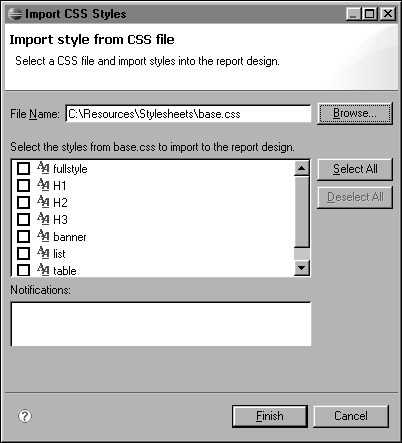 Import CSS Styles
Import style from CSS file
Select a CSS file and import styles into the report design.
File Name: C:\Resources\Stylesheets\base.css Browse...
Select the styles from base.css to import to the report design.
fullstyle
Select All
H1
H2
Deselect All
H3
banner
list
table
Notifications:
?
Finish Cancel